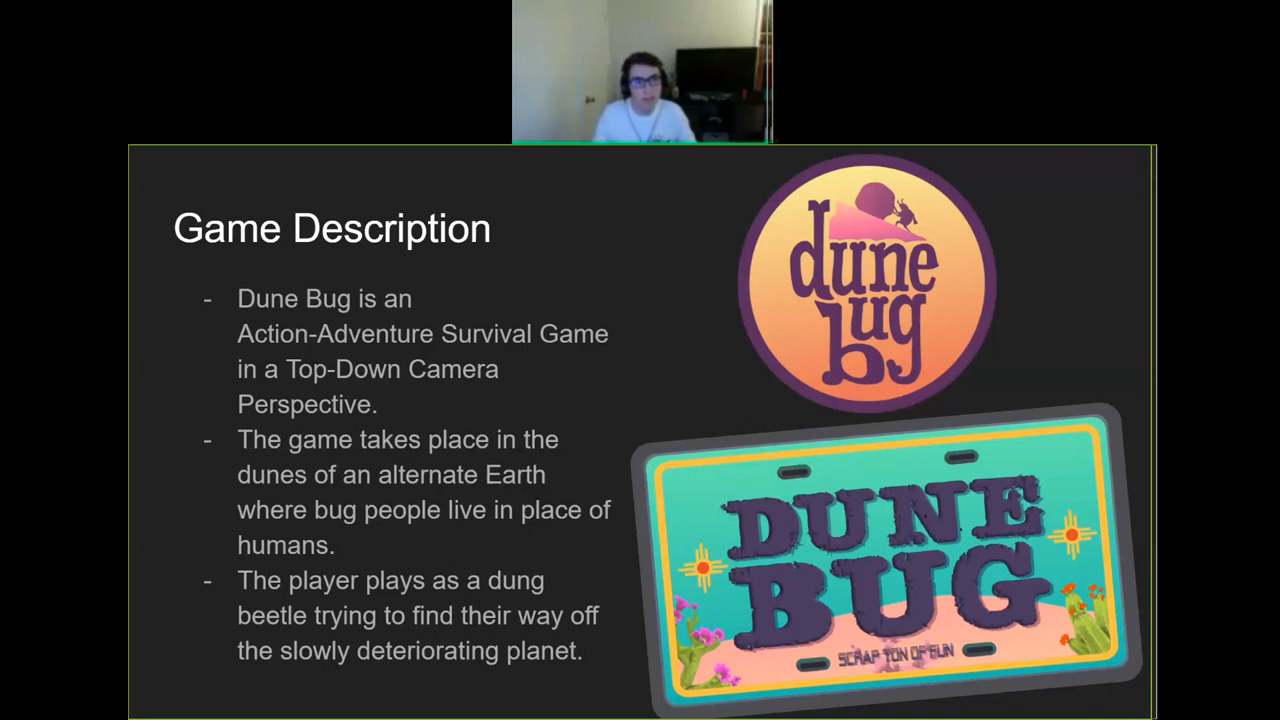 Game Description
- Dune Bug is an
Action-Adventure Survival Game
in a Top-Down Camera
Perspective.
- The game takes place in the
dunes of an alternate Earth
where bug people live in place of
humans.
- The player plays as a dung
beetle trying to find their way off
the slowly deteriorating planet.
dune
bug
DUNE
BUG
SCRAP TON OF FUN